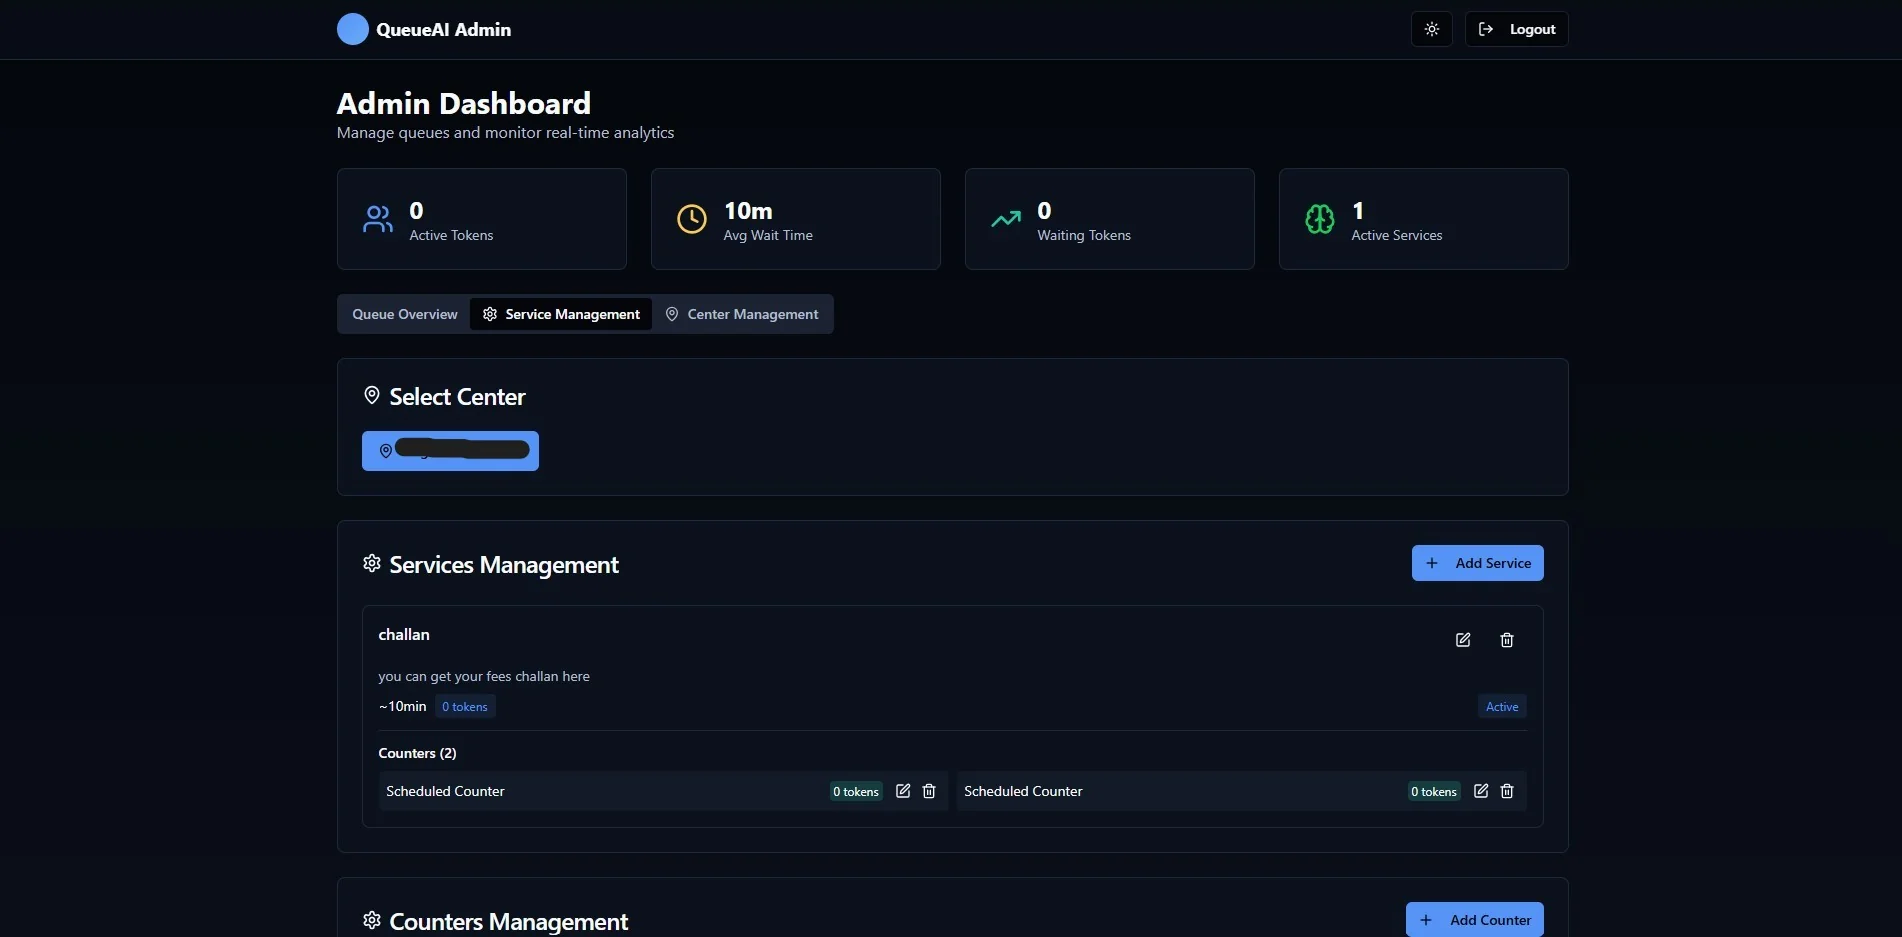 QueueAI Admin
Logout
Admin Dashboard
Manage queues and monitor real-time analytics
0
Active Tokens
10m
Avg Wait Time
0
Waiting Tokens
1
Active Services
Queue Overview
Service Management
Center Management
Select Center
Services Management
+ Add Service
challan
you can get your fees challan here
~10min
0 tokens
Active
Counters (2)
Scheduled Counter
0 tokens
Scheduled Counter
0 tokens
Counters Management
+ Add Counter